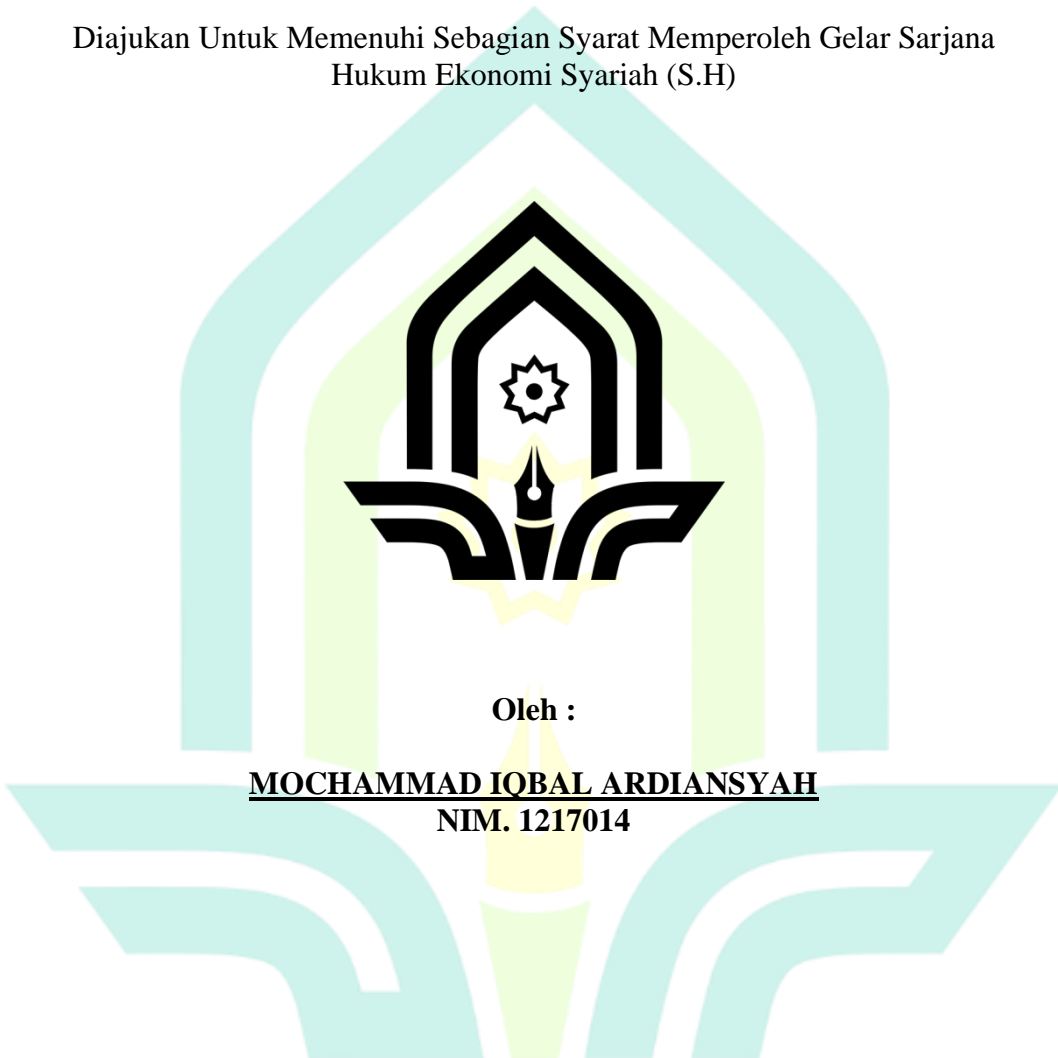 Diajukan Untuk Memenuhi Sebagian Syarat Memperoleh Gelar Sarjana
Hukum Ekonomi Syariah (S.H)
Oleh :
MOCHAMMAD IQBAL ARDIANSYAH
NIM. 1217014